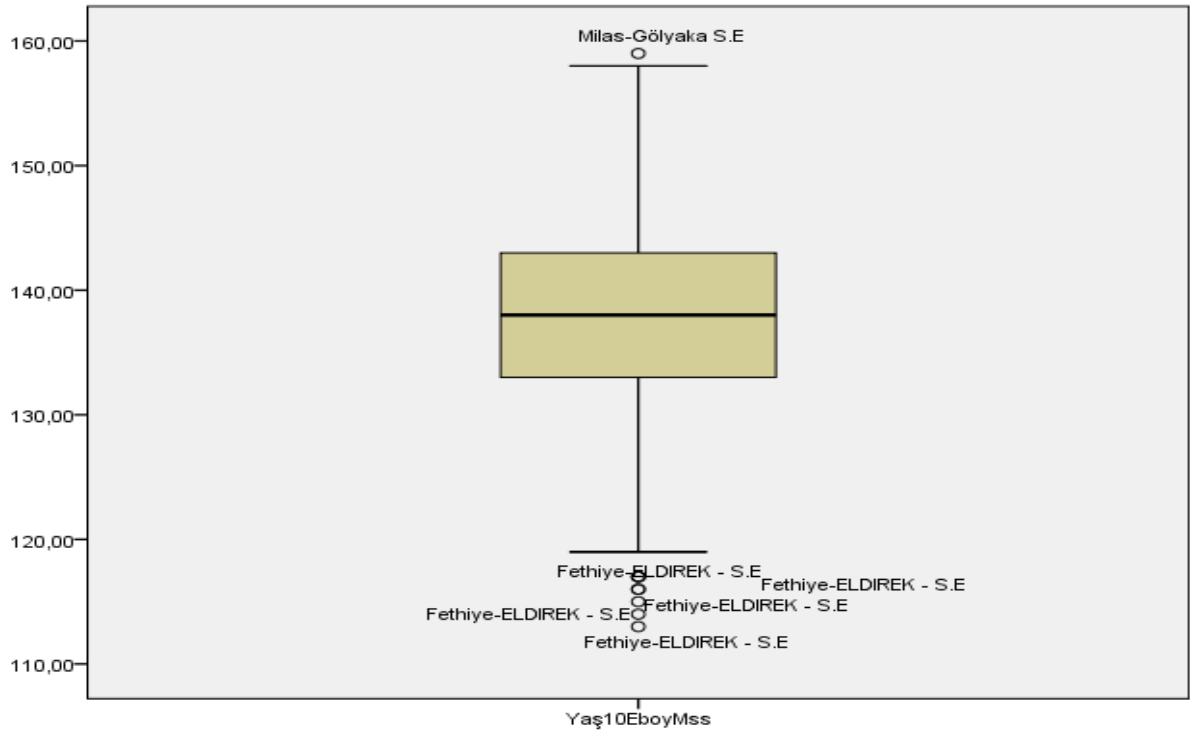 Milas-Gölyaka S.E
160,00
150,00
140,00
130,00
120,00
110,00
Fethiye-ELDIREK - S.E
Fethiye-ELDIREK - S.E
Fethiye-ELDIREK - S.E
Fethiye-ELDIREK - S.E
Fethiye-ELDIREK - S.E
Yaş10EboyMss